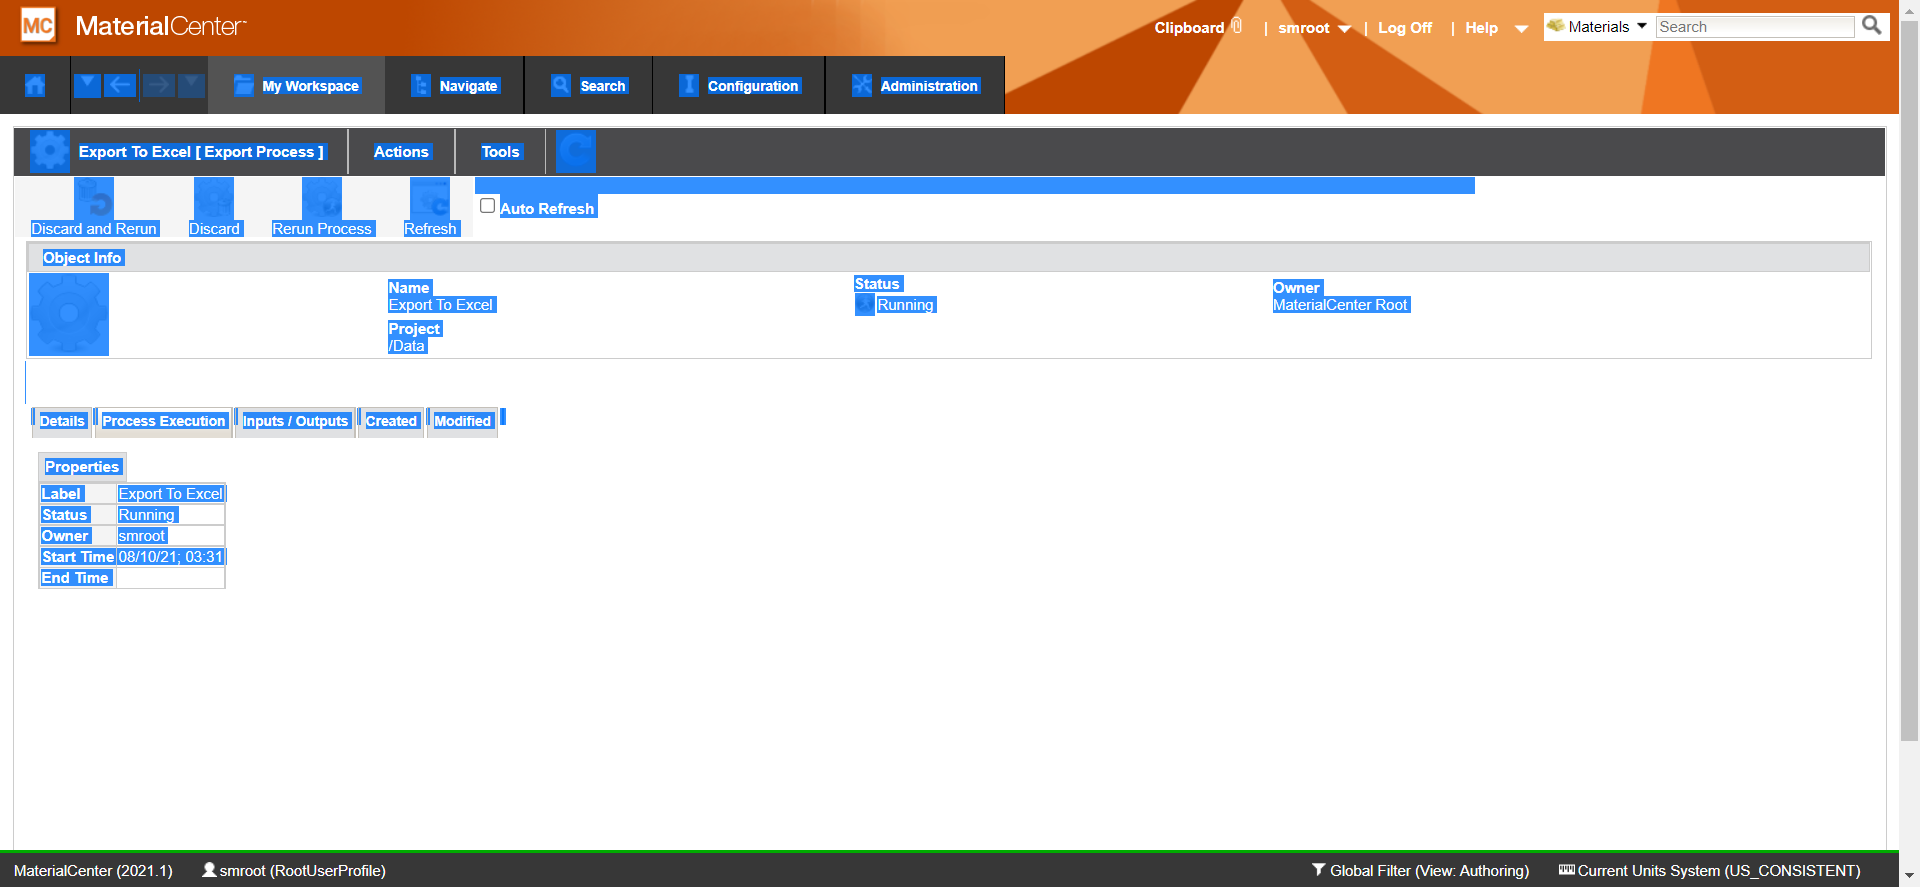 MC MaterialCenter
Clipboard | smroot | Log Off | Help Materials Search
My Workspace Navigate Search Configuration Administration
Export To Excel [ Export Process ] Actions Tools
Discard and Rerun Discard Rerun Process Refresh Auto Refresh
Object Info
Name Status Owner
Export To Excel Running MaterialCenter Root
Project
/Data
Details Process Execution Inputs / Outputs Created Modified
Properties
Label Export To Excel
Status Running
Owner smroot
Start Time 08/10/21; 03:31
End Time
MaterialCenter (2021.1) smroot (RootUserProfile) Global Filter (View: Authoring) Current Units System (US_CONSISTENT)